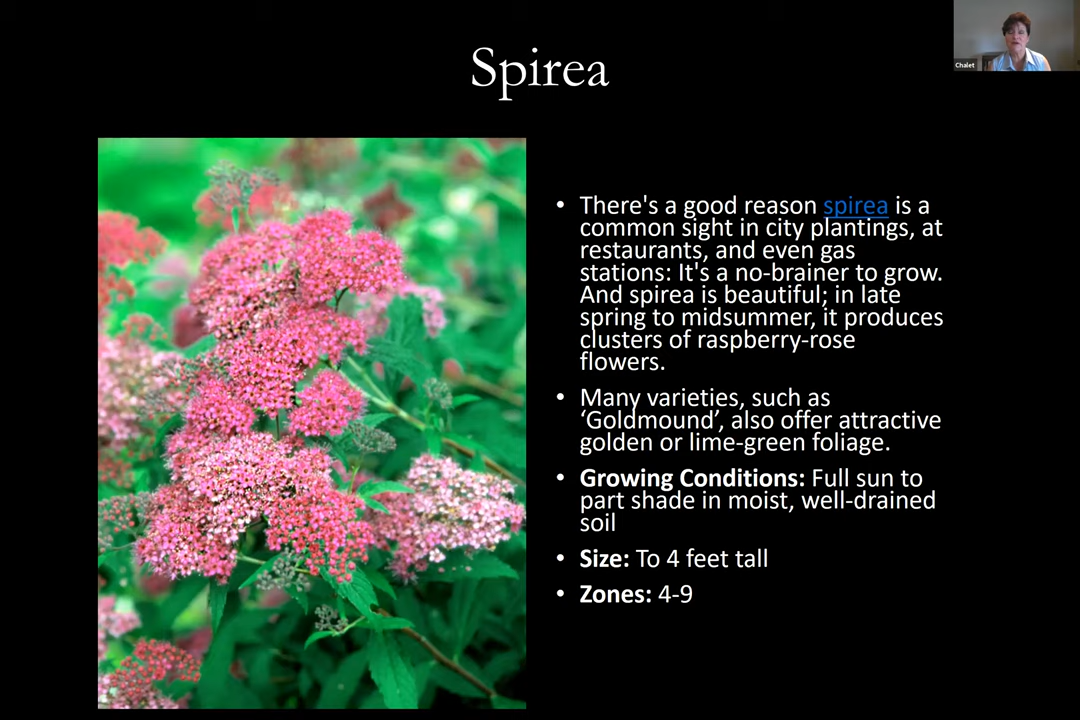 Spirea
Chalet
• There's a good reason spirea is a
common sight in city plantings, at
restaurants, and even gas
stations: It's a no-brainer to grow.
And spirea is beautiful; in late
spring to midsummer, it produces
clusters of raspberry-rose
flowers.
• Many varieties, such as
‘Goldmound’, also offer attractive
golden or lime-green foliage.
• Growing Conditions: Full sun to
part shade in moist, well-drained
soil
• Size: To 4 feet tall
• Zones: 4-9